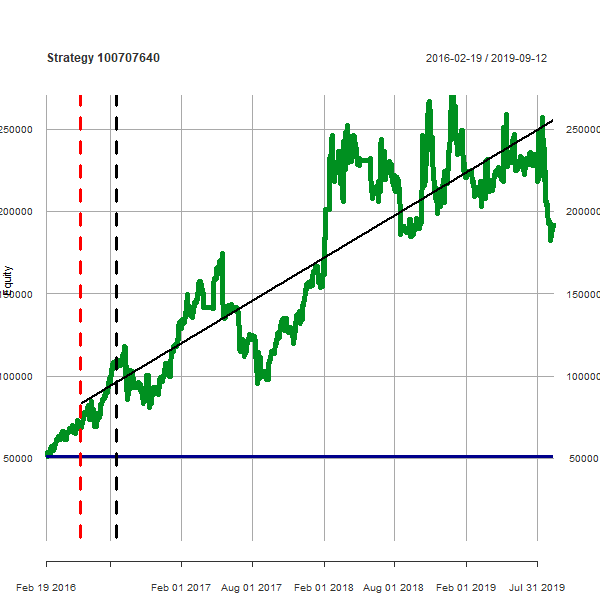 Strategy 100707640
2016-02-19 / 2019-09-12
250000 250000
200000 200000
Equity
150000 150000
100000 100000
50000 50000
Feb 19 2016 Feb 01 2017 Aug 01 2017 Feb 01 2018 Aug 01 2018 Feb 01 2019 Jul 31 2019